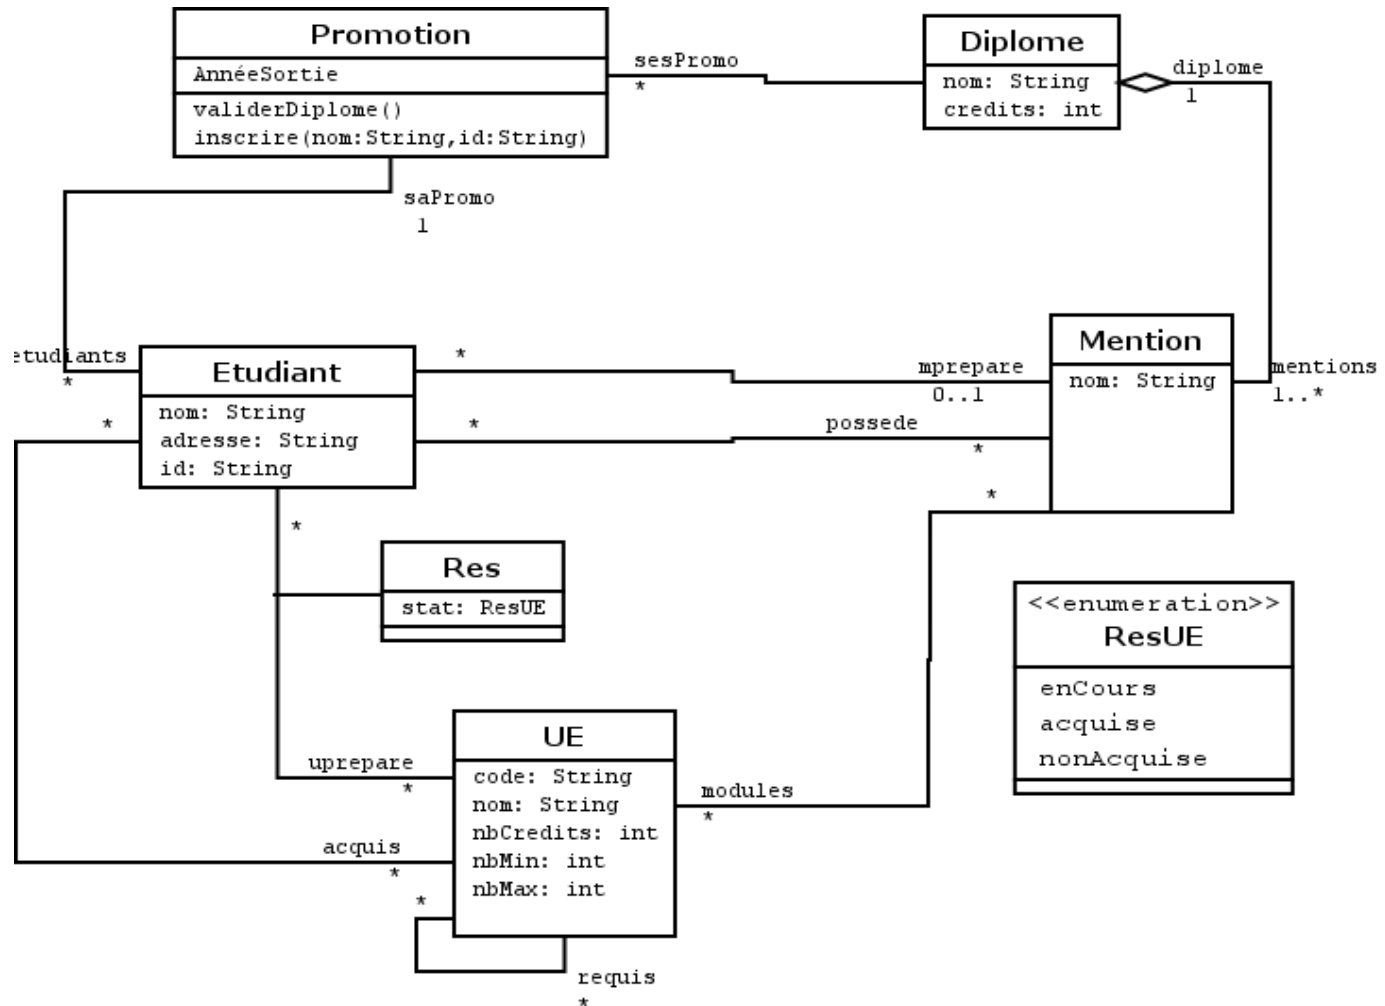 Promotion
AnnéeSortie
validerDiplome()
inscrire(nom:String,id:String)
sesPromo
*
Diplome
nom: String
credits: int
diplome
1
saPromo
1
etudiants
*
Etudiant
nom: String
adresse: String
id: String
*
*
mprepare
0..1
*
possede
*
Mention
nom: String
mentions
1..*
*
*
Res
stat: ResUE
<<enumeration>>
ResUE
enCours
acquise
nonAcquise
uprepare
*
UE
code: String
nom: String
nbCredits: int
nbMin: int
nbMax: int
modules
*
acquis
*
*
requis
*